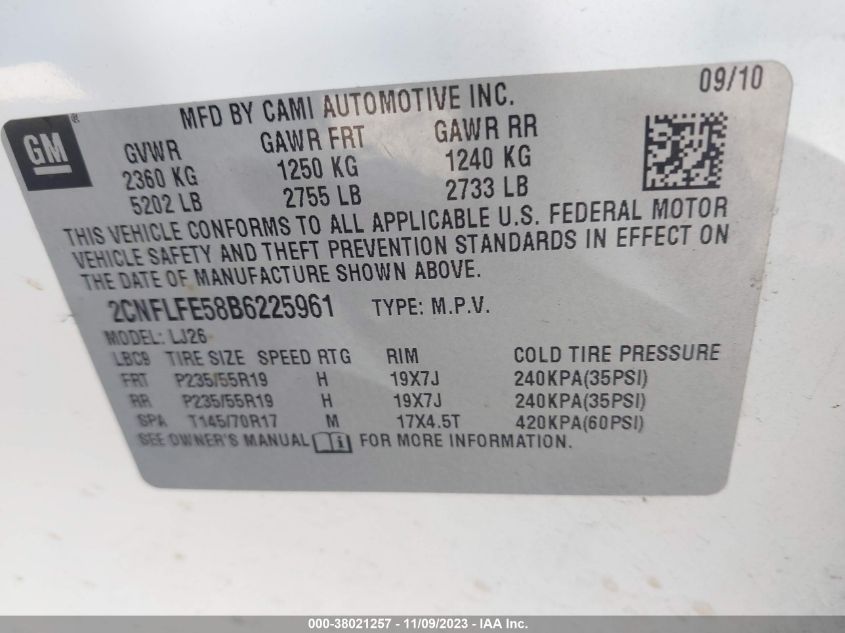 09/10
MFD BY CAMI AUTOMOTIVE INC.
GM ®
GVWR GAWR FRT GAWR RR
2360 KG 1250 KG 1240 KG
5202 LB 2755 LB 2733 LB
THIS VEHICLE CONFORMS TO ALL APPLICABLE U.S. FEDERAL MOTOR
VEHICLE SAFETY AND THEFT PREVENTION STANDARDS IN EFFECT ON
THE DATE OF MANUFACTURE SHOWN ABOVE.
2CNFLFE58B6225961 TYPE: M.P.V.
MODEL: LJ26
LBC9 TIRE SIZE SPEED RTG RIM COLD TIRE PRESSURE
FRT P235/55R19 H 19X7J 240KPA(35PSI)
RR P235/55R19 H 19X7J 240KPA(35PSI)
SPA T145/70R17 M 17X4.5T 420KPA(60PSI)
SEE OWNER'S MANUAL FOR MORE INFORMATION.
000-38021257 - 11/09/2023 - IAA Inc.